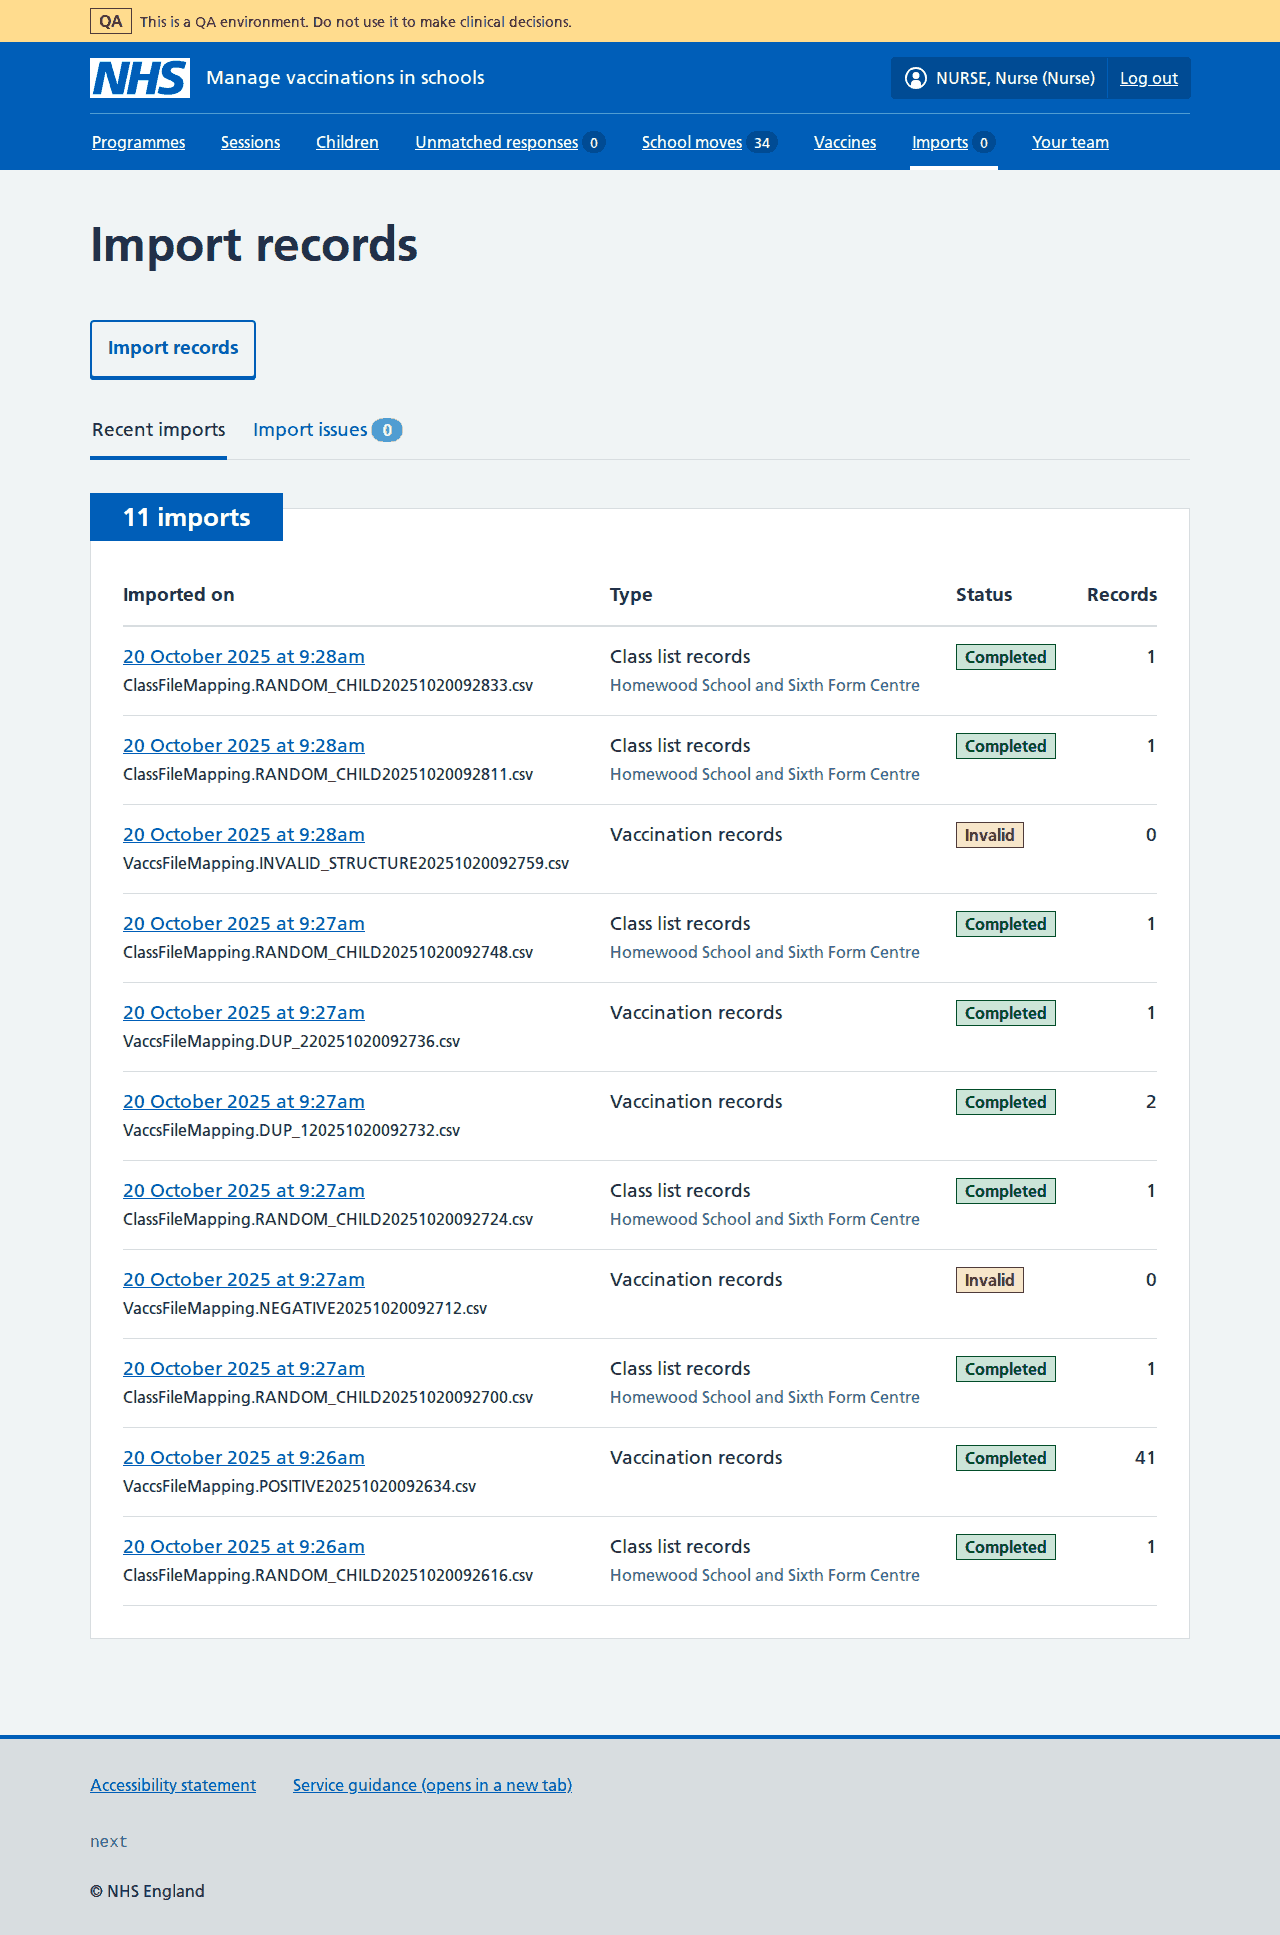 QA This is a QA environment. Do not use it to make clinical decisions.
NHS Manage vaccinations in schools NURSE, Nurse (Nurse) Log out
Programmes Sessions Children Unmatched responses 0 School moves 34 Vaccines Imports 0 Your team
Import records
Import records
Recent imports Import issues 0
11 imports
Imported on Type Status Records
20 October 2025 at 9:28am Class list records Completed 1
ClassFileMapping.RANDOM_CHILD20251020092833.csv Homewood School and Sixth Form Centre
20 October 2025 at 9:28am Class list records Completed 1
ClassFileMapping.RANDOM_CHILD20251020092811.csv Homewood School and Sixth Form Centre
20 October 2025 at 9:28am Vaccination records Invalid 0
VaccsFileMapping.INVALID_STRUCTURE20251020092759.csv
20 October 2025 at 9:27am Class list records Completed 1
ClassFileMapping.RANDOM_CHILD20251020092748.csv Homewood School and Sixth Form Centre
20 October 2025 at 9:27am Vaccination records Completed 1
VaccsFileMapping.DUP_220251020092736.csv
20 October 2025 at 9:27am Vaccination records Completed 2
VaccsFileMapping.DUP_120251020092732.csv
20 October 2025 at 9:27am Class list records Completed 1
ClassFileMapping.RANDOM_CHILD20251020092724.csv Homewood School and Sixth Form Centre
20 October 2025 at 9:27am Vaccination records Invalid 0
VaccsFileMapping.NEGATIVE20251020092712.csv
20 October 2025 at 9:27am Class list records Completed 1
ClassFileMapping.RANDOM_CHILD20251020092700.csv Homewood School and Sixth Form Centre
20 October 2025 at 9:26am Vaccination records Completed 41
VaccsFileMapping.POSITIVE20251020092634.csv
20 October 2025 at 9:26am Class list records Completed 1
ClassFileMapping.RANDOM_CHILD20251020092616.csv Homewood School and Sixth Form Centre
Accessibility statement Service guidance (opens in a new tab)
next
© NHS England